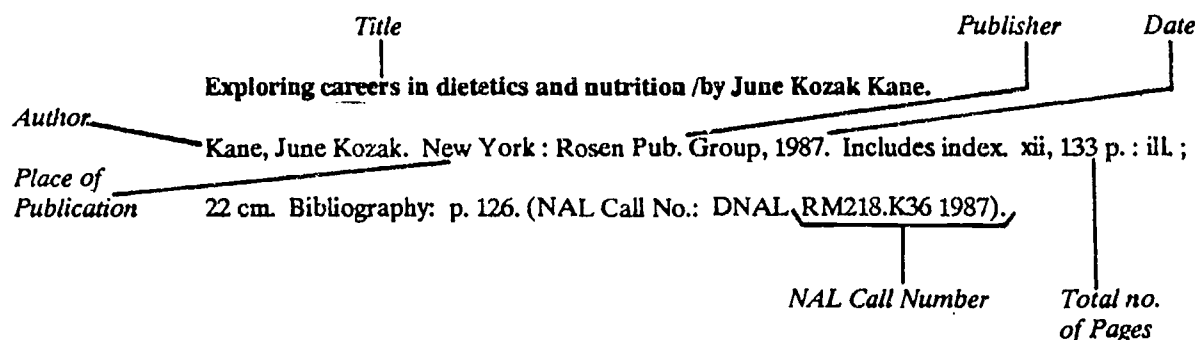 Title Publisher Date
Exploring careers in dietetics and nutrition /by June Kozak Kane.
Author
Kane, June Kozak. New York : Rosen Pub. Group, 1987. Includes index. xii, 133 p. : ill. ;
Place of
Publication
22 cm. Bibliography: p. 126. (NAL Call No.: DNAL RM218.K36 1987).
NAL Call Number
Total no.
of Pages